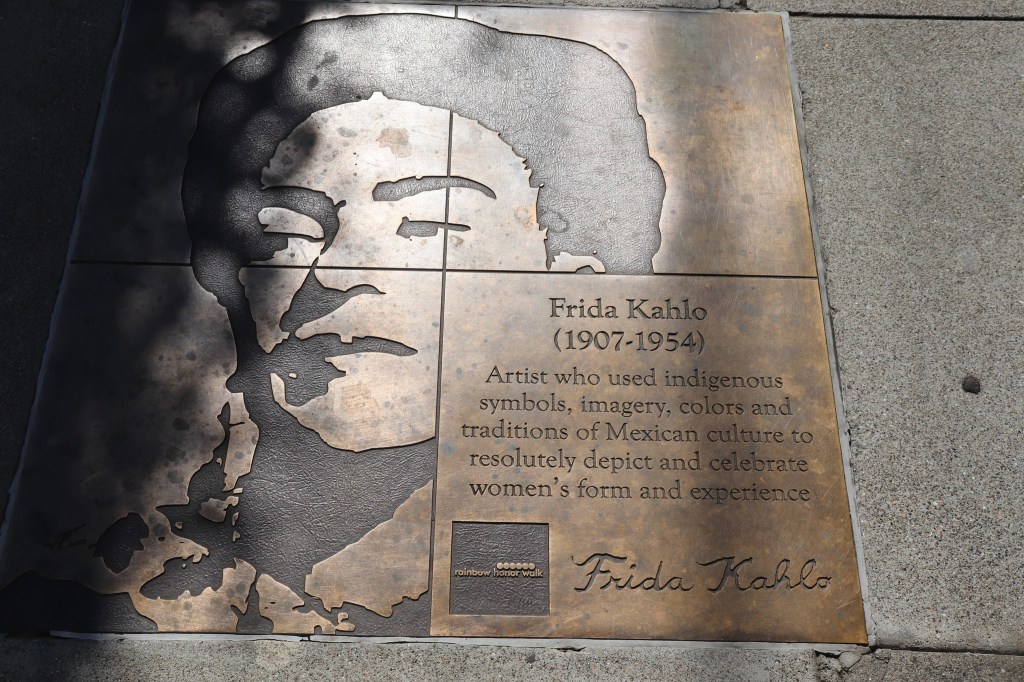 Frida Kahlo
(1907-1954)
Artist who used indigenous
symbols, imagery, colors and
traditions of Mexican culture to
resolutely depict and celebrate
women's form and experience
rainbow honor walk
Frida Kahlo